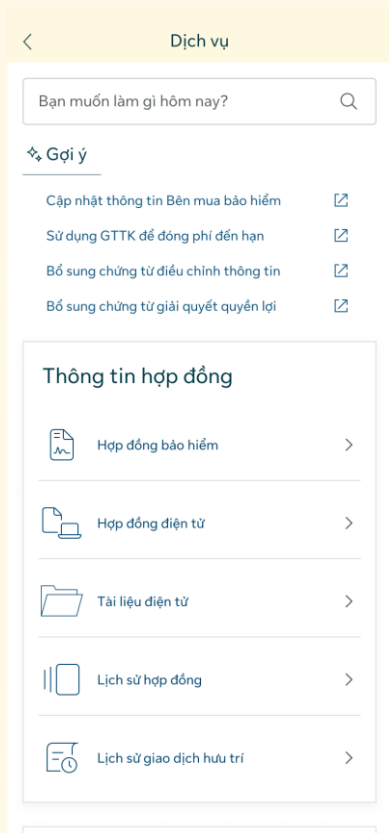 Dịch vụ
Bạn muốn làm gì hôm nay?
Gợi ý
Cập nhật thông tin Bên mua bảo hiểm
Sử dụng GTTK để đóng phí đến hạn
Bổ sung chứng từ điều chỉnh thông tin
Bổ sung chứng từ giải quyết quyền lợi
Thông tin hợp đồng
Hợp đồng bảo hiểm
Hợp đồng điện tử
Tài liệu điện tử
Lịch sử hợp đồng
Lịch sử giao dịch hưu trí